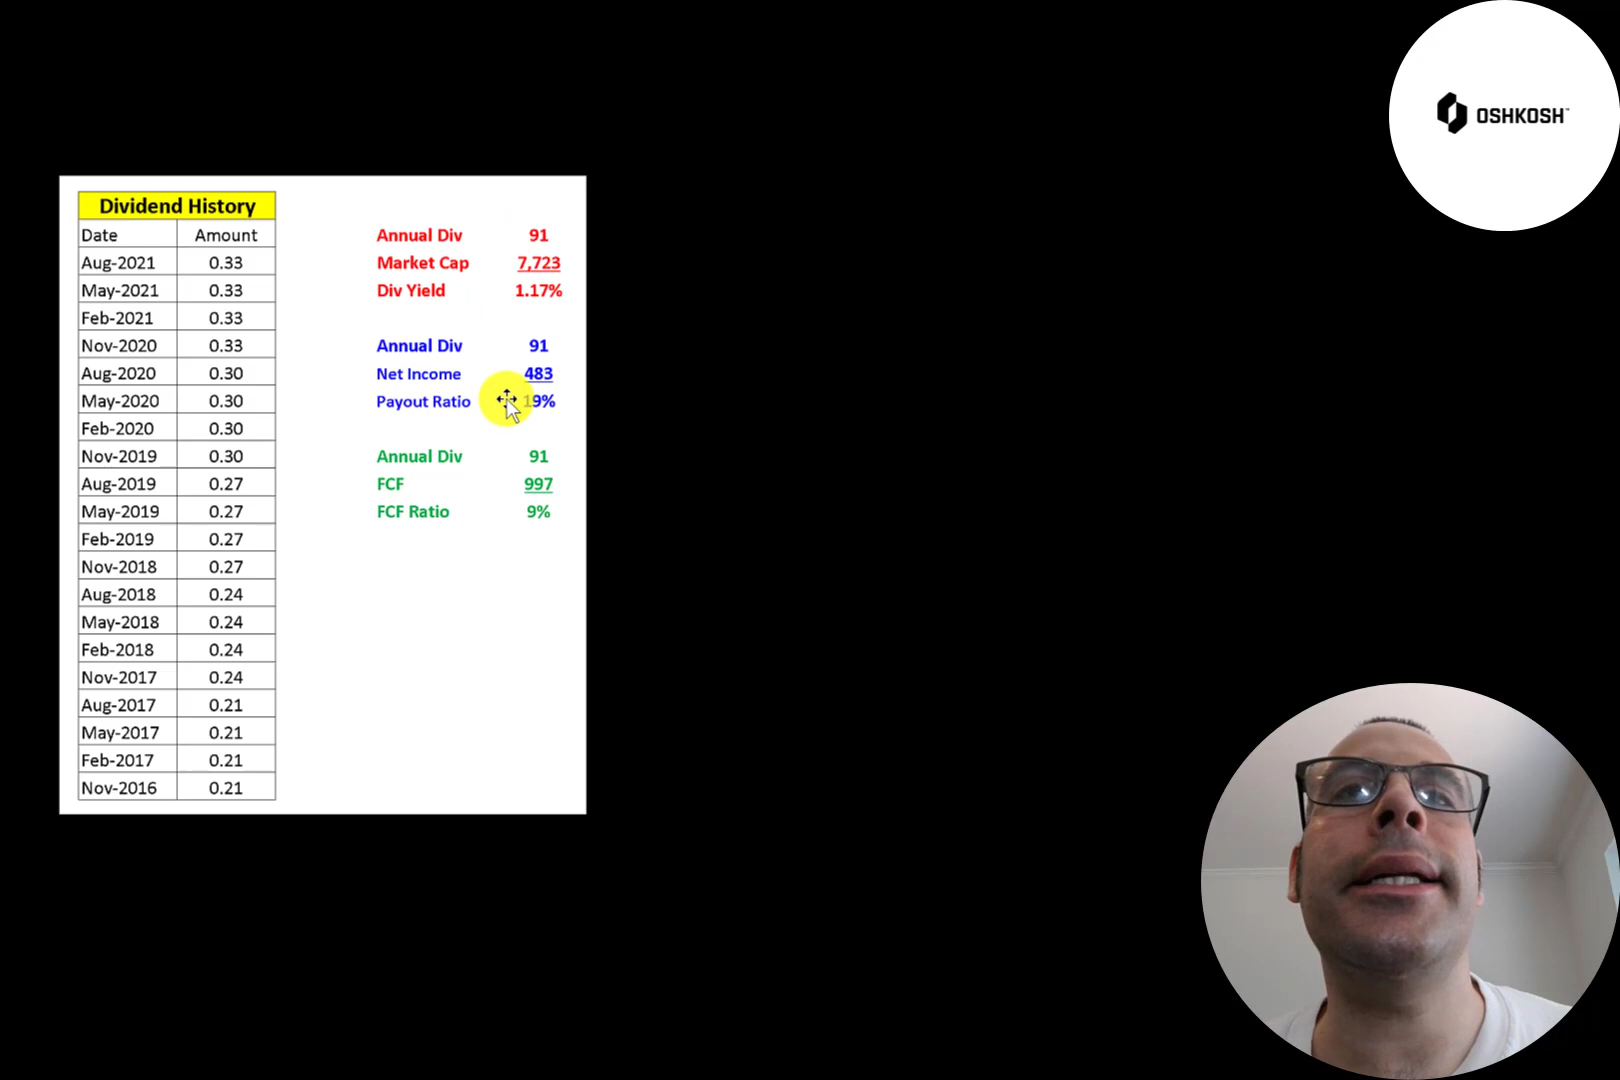 OSHKOSH™
Dividend History
Date Amount
Aug-2021 0.33
May-2021 0.33
Feb-2021 0.33
Nov-2020 0.33
Aug-2020 0.30
May-2020 0.30
Feb-2020 0.30
Nov-2019 0.30
Aug-2019 0.27
May-2019 0.27
Feb-2019 0.27
Nov-2018 0.27
Aug-2018 0.24
May-2018 0.24
Feb-2018 0.24
Nov-2017 0.24
Aug-2017 0.21
May-2017 0.21
Feb-2017 0.21
Nov-2016 0.21
Annual Div 91
Market Cap 7,723
Div Yield 1.17%
Annual Div 91
Net Income 483
Payout Ratio 19%
Annual Div 91
FCF 997
FCF Ratio 9%